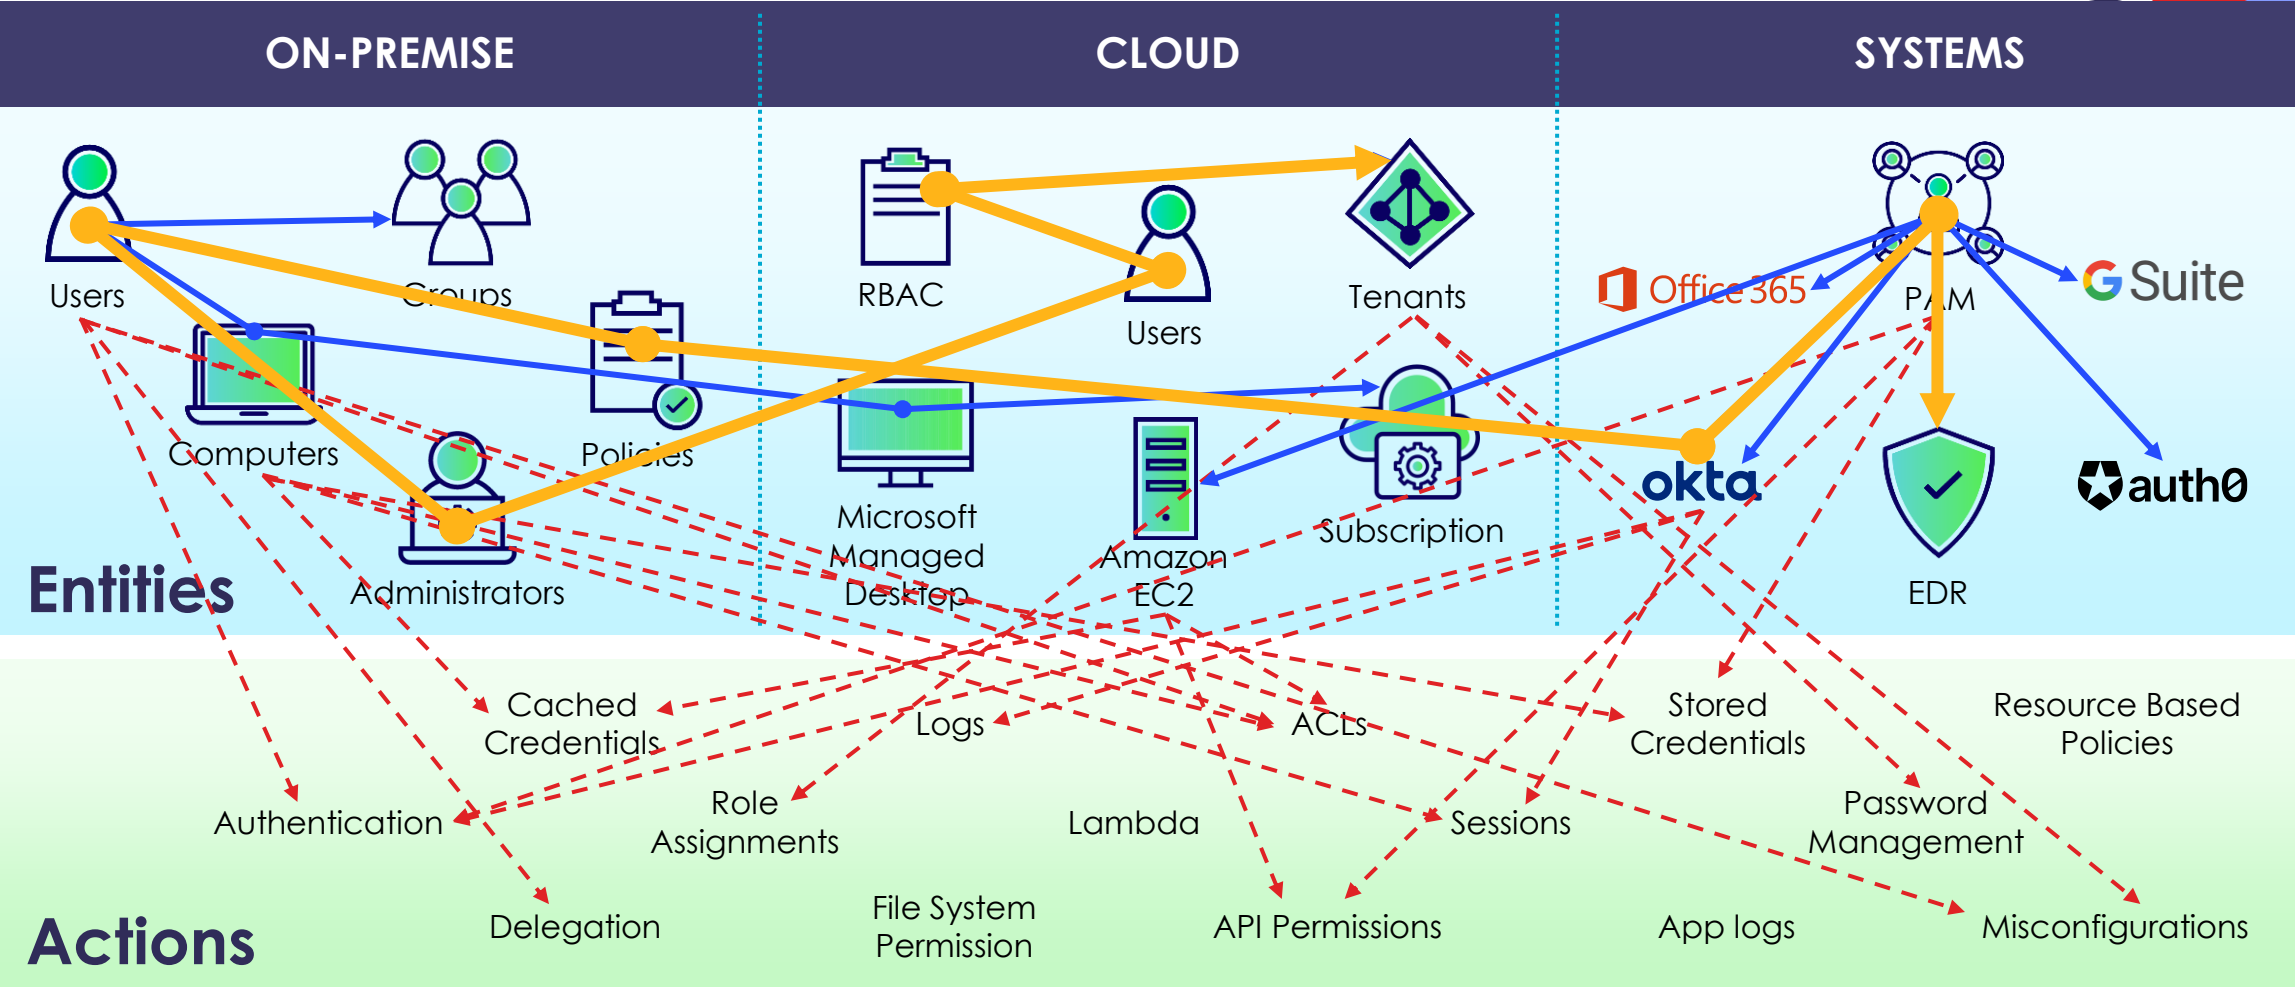 ON-PREMISE
CLOUD
SYSTEMS
Users
Groups
RBAC
Users
Tenants
Office 365
PAM
G Suite
Computers
Policies
Administrators
Microsoft
Managed
Desktop
Amazon
EC2
Subscription
okta
EDR
auth0
Entities
Cached
Credentials
Logs
ACLs
Stored
Credentials
Resource Based
Policies
Authentication
Role
Assignments
Lambda
Sessions
Password
Management
Delegation
File System
Permission
API Permissions
App logs
Misconfigurations
Actions